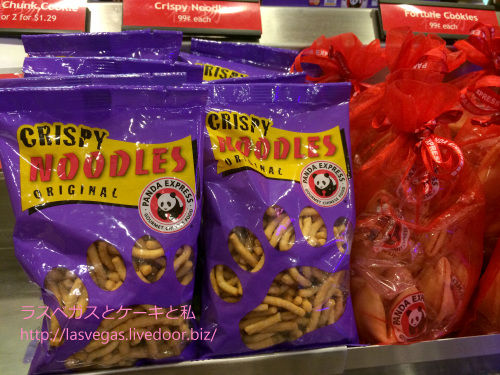 Chunk Cookie
or 2 for $1.29
Crispy Noodles
99¢ each
Fortune Cookies
99¢ each
CRISPY
NOODLES
ORIGINAL
PANDA EXPRESS
GOURMET CHINESE FOOD
CRISPY
NOODLES
ORIGINAL
PANDA EXPRESS
GOURMET CHINESE FOOD
PANDA EXPRESS
PANDA EXPRESS
ラスベガスとケーキと私
http://lasvegas.livedoor.biz/